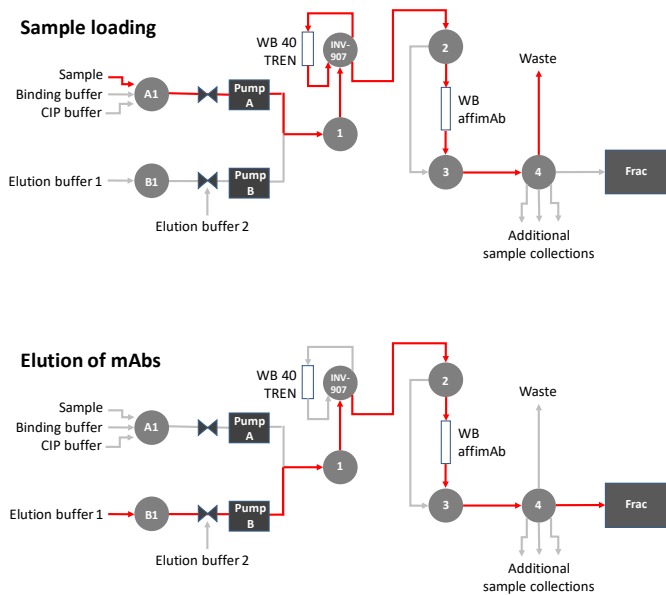 Sample loading
WB 40
TREN
INV-
907
2
Waste
Sample
Binding buffer
CIP buffer
A1
Pump
A
WB
affimAb
1
Elution buffer 1
B1
Pump
B
3
4
Frac
Elution buffer 2
Additional
sample collections
Elution of mAbs
WB 40
TREN
INV-
907
2
Waste
Sample
Binding buffer
CIP buffer
A1
Pump
A
WB
affimAb
1
Elution buffer 1
B1
Pump
B
3
4
Frac
Elution buffer 2
Additional
sample collections